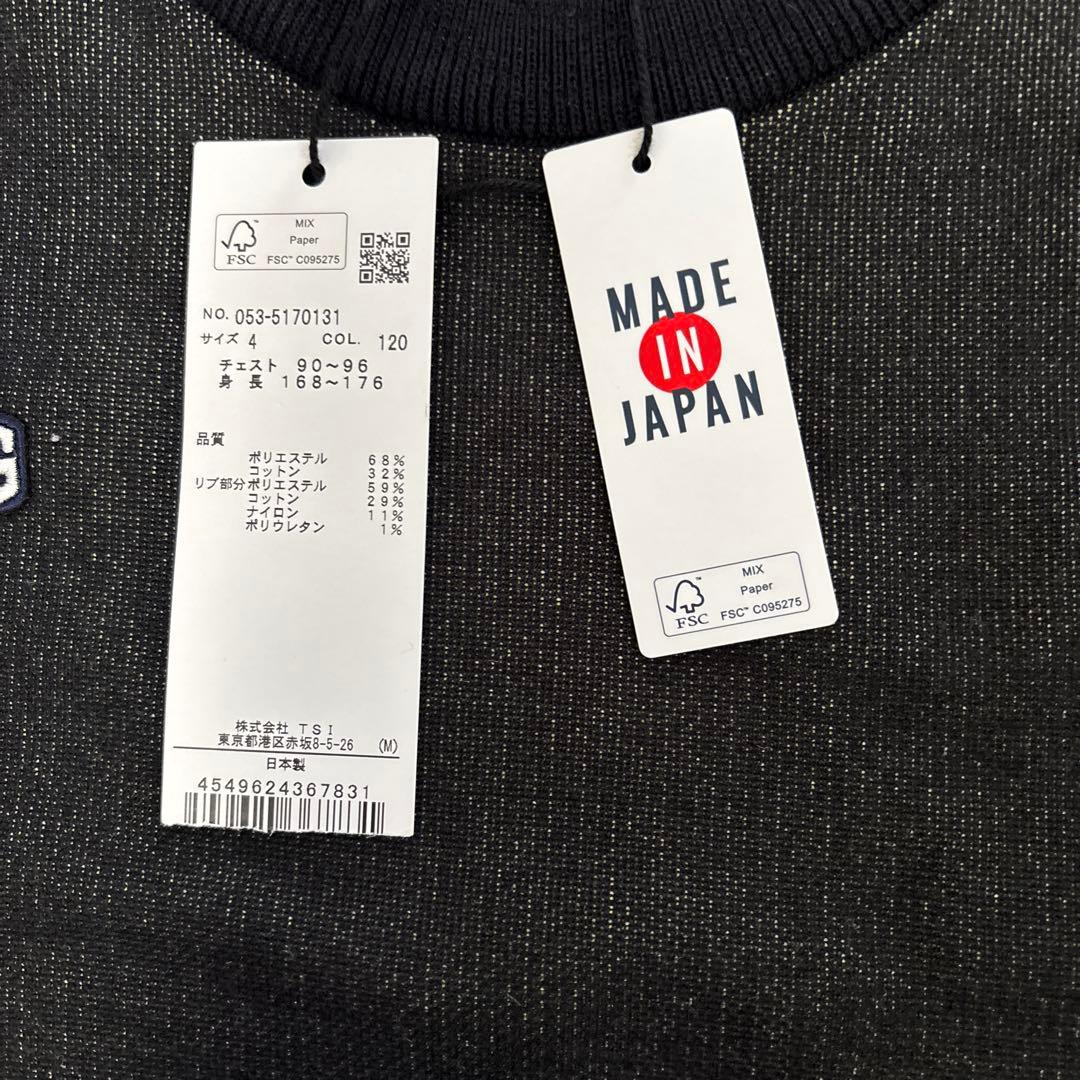 MIX
Paper
FSC™ C095275
FSC
NO. 053-5170131
サイズ 4 COL. 120
チェスト 90～96
身長 168～176
品質
ポリエステル 68%
コットン 32%
リブ部分ポリエステル 59%
コットン 29%
ナイロン 11%
ポリウレタン 1%
株式会社 TSI
東京都港区赤坂8-5-26 (M)
日本製
4549624367831
MADE
IN
JAPAN
MIX
Paper
FSC™ C095275
FSC